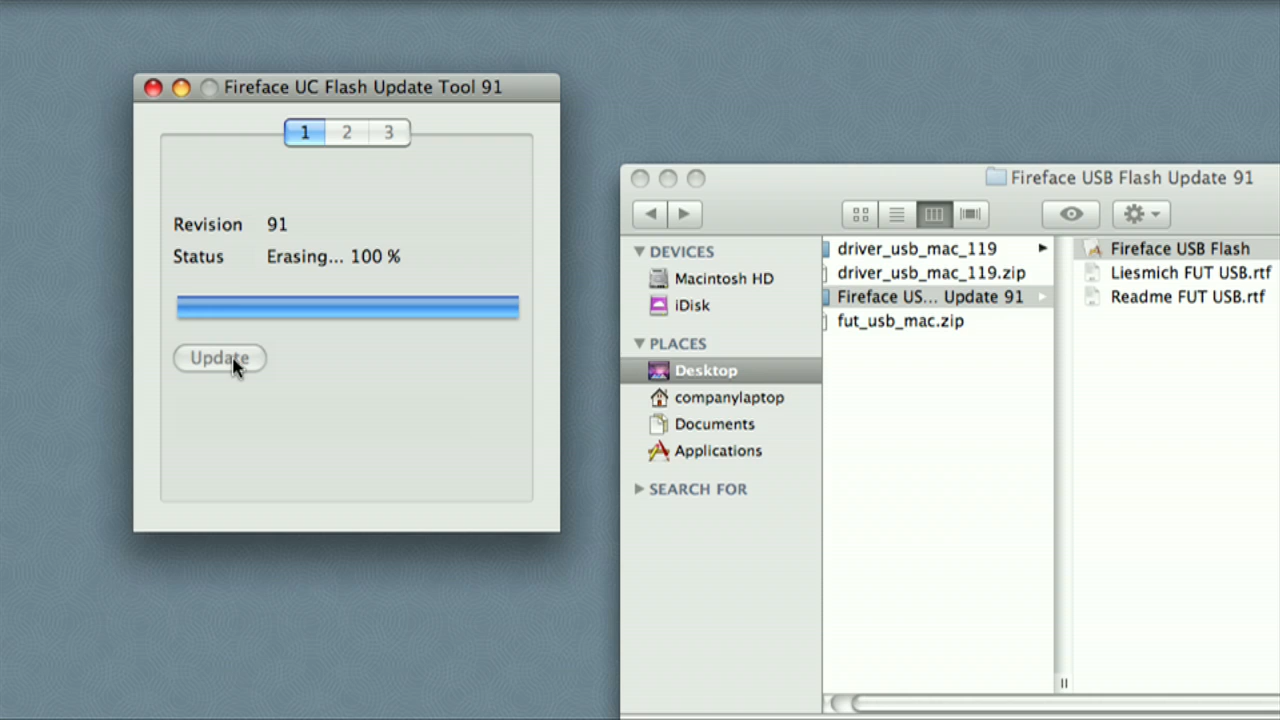 Fireface UC Flash Update Tool 91
1 2 3
Revision 91
Status Erasing... 100 %
Update
Fireface USB Flash Update 91
DEVICES
Macintosh HD
iDisk
PLACES
Desktop
companylaptop
Documents
Applications
SEARCH FOR
driver_usb_mac_119
driver_usb_mac_119.zip
Fireface US... Update 91
fut_usb_mac.zip
Fireface USB Flash
Liesmich FUT USB.rtf
Readme FUT USB.rtf